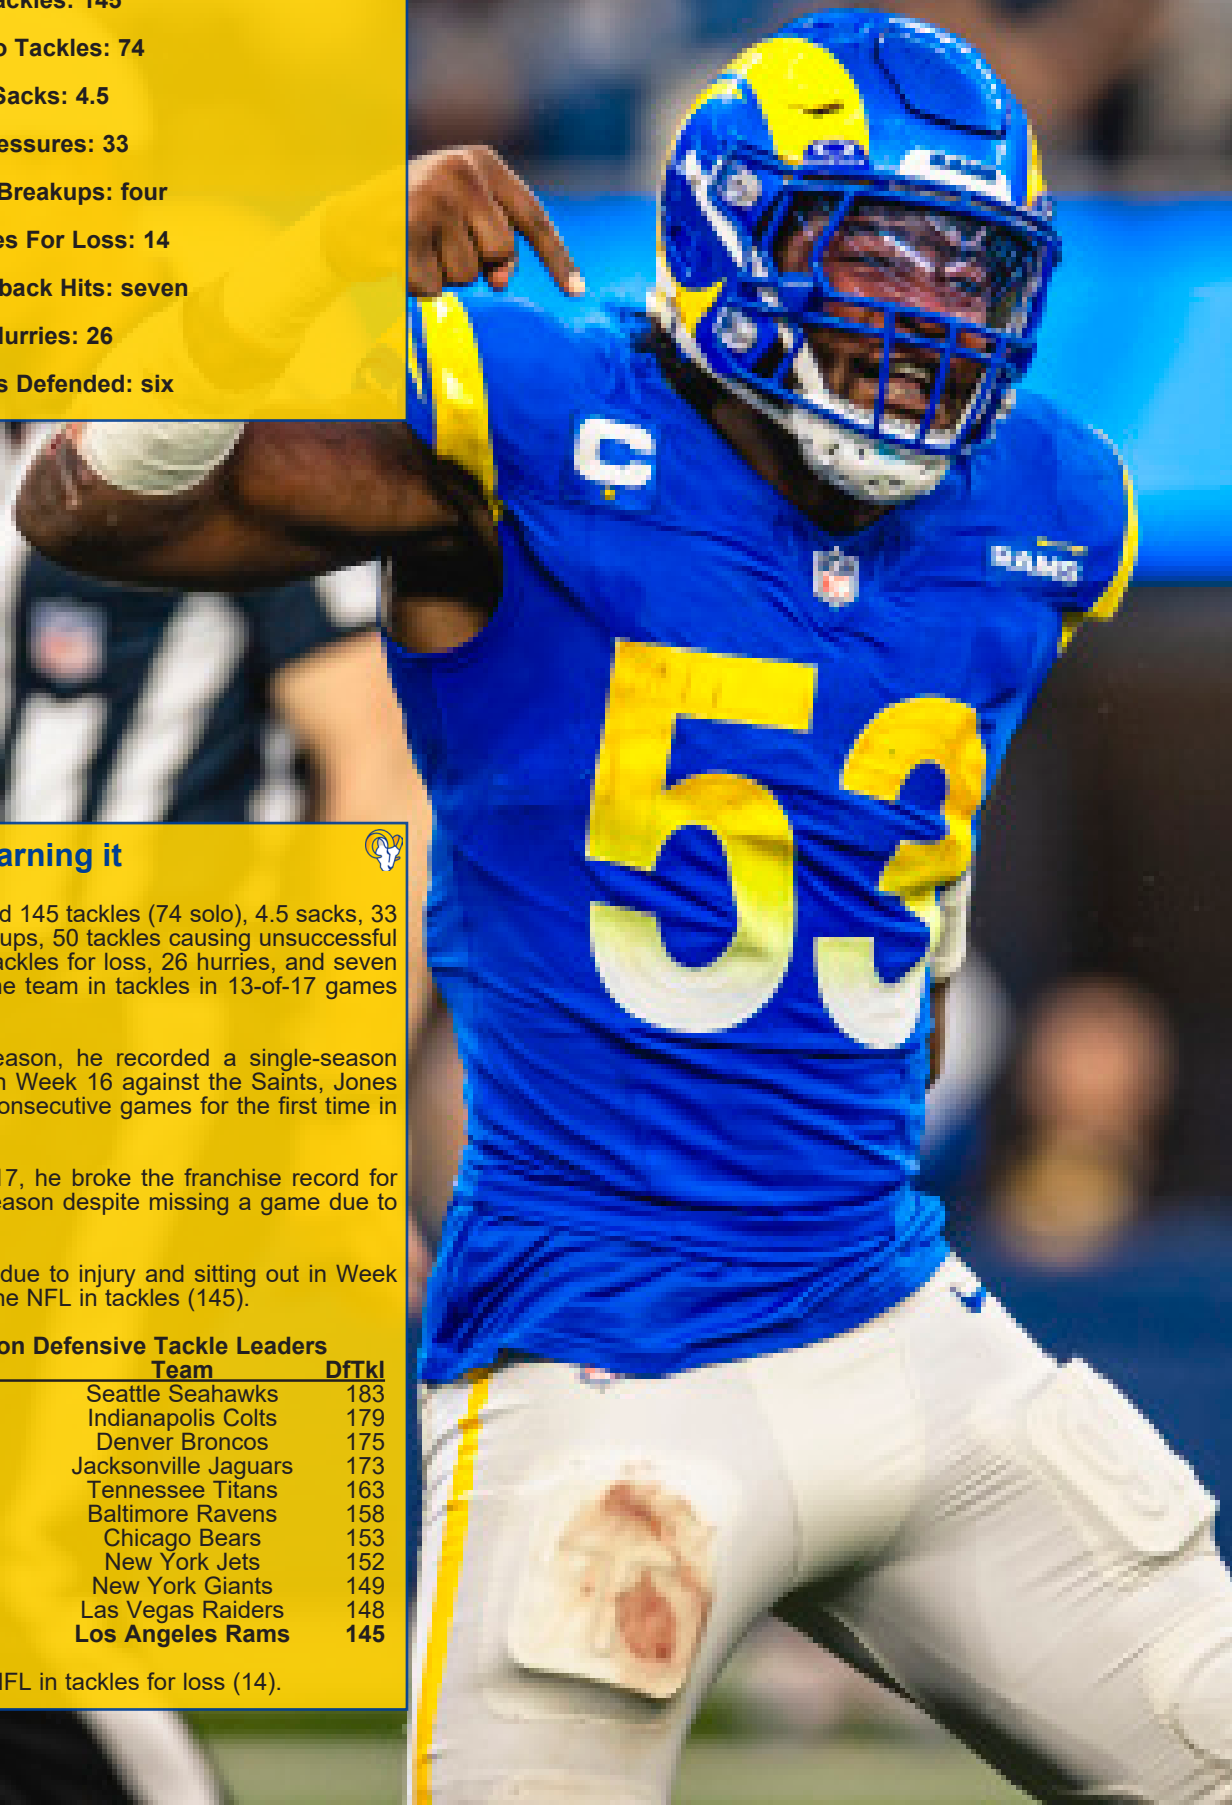 ackles: 145
o Tackles: 74
Sacks: 4.5
essures: 33
Breakups: four
es For Loss: 14
back Hits: seven
Hurries: 26
s Defended: six
C
RAMS
53
arning it
d 145 tackles (74 solo), 4.5 sacks, 33
ups, 50 tackles causing unsuccessful
ackles for loss, 26 hurries, and seven
he team in tackles in 13-of-17 games
eason, he recorded a single-season
n Week 16 against the Saints, Jones
onsecutive games for the first time in
17, he broke the franchise record for
eason despite missing a game due to
due to injury and sitting out in Week
he NFL in tackles (145).
on Defensive Tackle Leaders
Team DfTkl
Seattle Seahawks 183
Indianapolis Colts 179
Denver Broncos 175
Jacksonville Jaguars 173
Tennessee Titans 163
Baltimore Ravens 158
Chicago Bears 153
New York Jets 152
New York Giants 149
Las Vegas Raiders 148
Los Angeles Rams 145
NFL in tackles for loss (14).